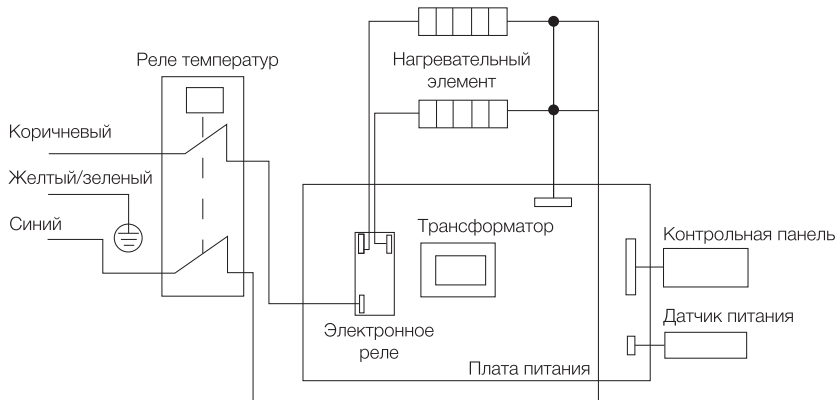 Реле температур
Нагревательный
элемент
Коричневый
Желтый/зеленый
Синий
Трансформатор
Контрольная панель
Датчик питания
Электронное
реле
Плата питания